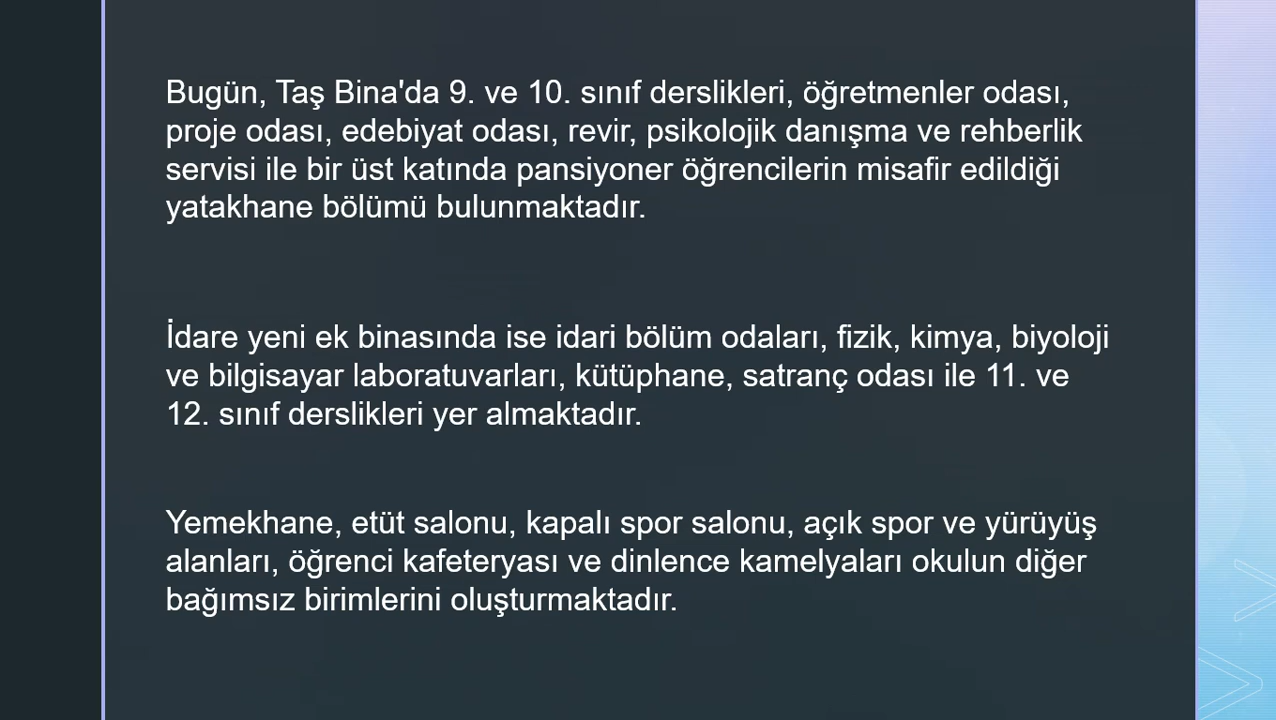 Bugün, Taş Bina'da 9. ve 10. sınıf derslikleri, öğretmenler odası,
proje odası, edebiyat odası, revir, psikolojik danışma ve rehberlik
servisi ile bir üst katında pansiyoner öğrencilerin misafir edildiği
yatakhane bölümü bulunmaktadır.
İdare yeni ek binasında ise idari bölüm odaları, fizik, kimya, biyoloji
ve bilgisayar laboratuvarları, kütüphane, satranç odası ile 11. ve
12. sınıf derslikleri yer almaktadır.
Yemekhane, etüt salonu, kapalı spor salonu, açık spor ve yürüyüş
alanları, öğrenci kafeteryası ve dinlence kamelyaları okulun diğer
bağımsız birimlerini oluşturmaktadır.